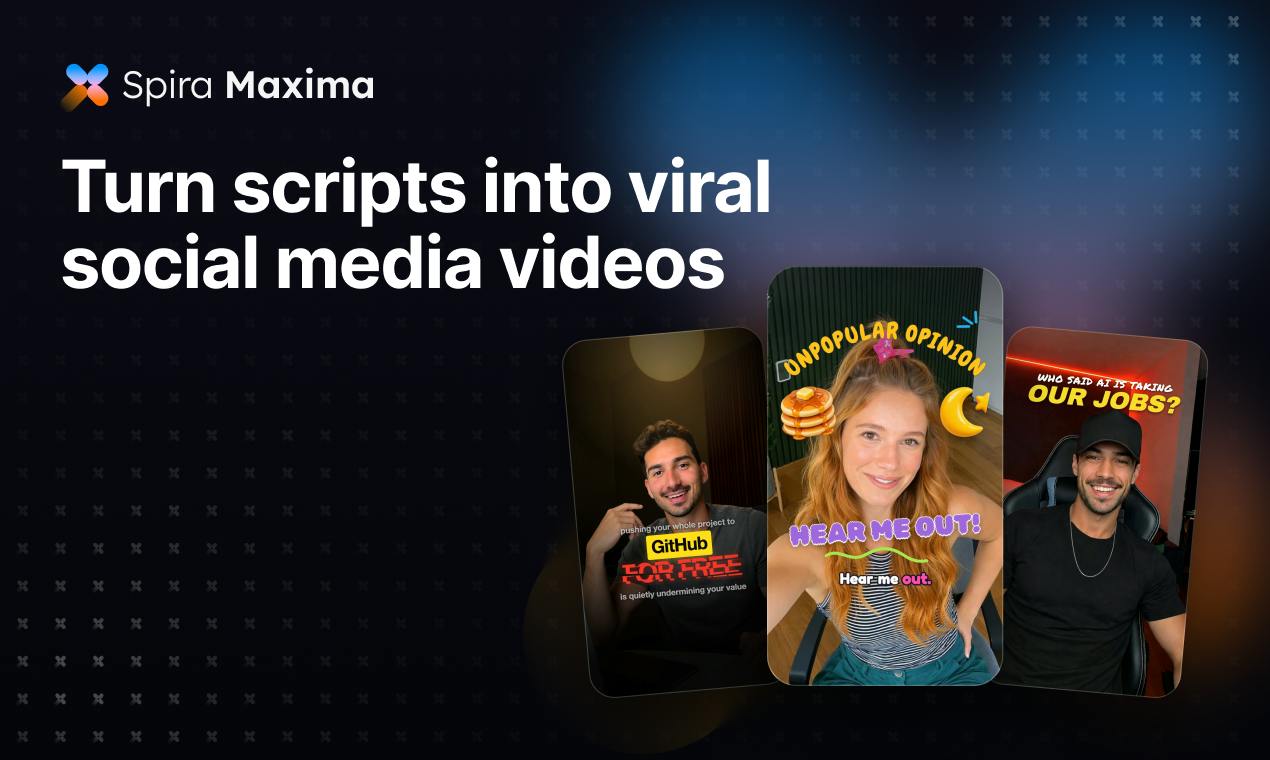 Spira Maxima
Turn scripts into viral
social media videos
pushing your whole project to
GitHub
FOR FREE
is quietly undermining your value
UNPOPULAR OPINION
HEAR ME OUT!
Hear me out.
WHO SAID AI IS TAKING
OUR JOBS?